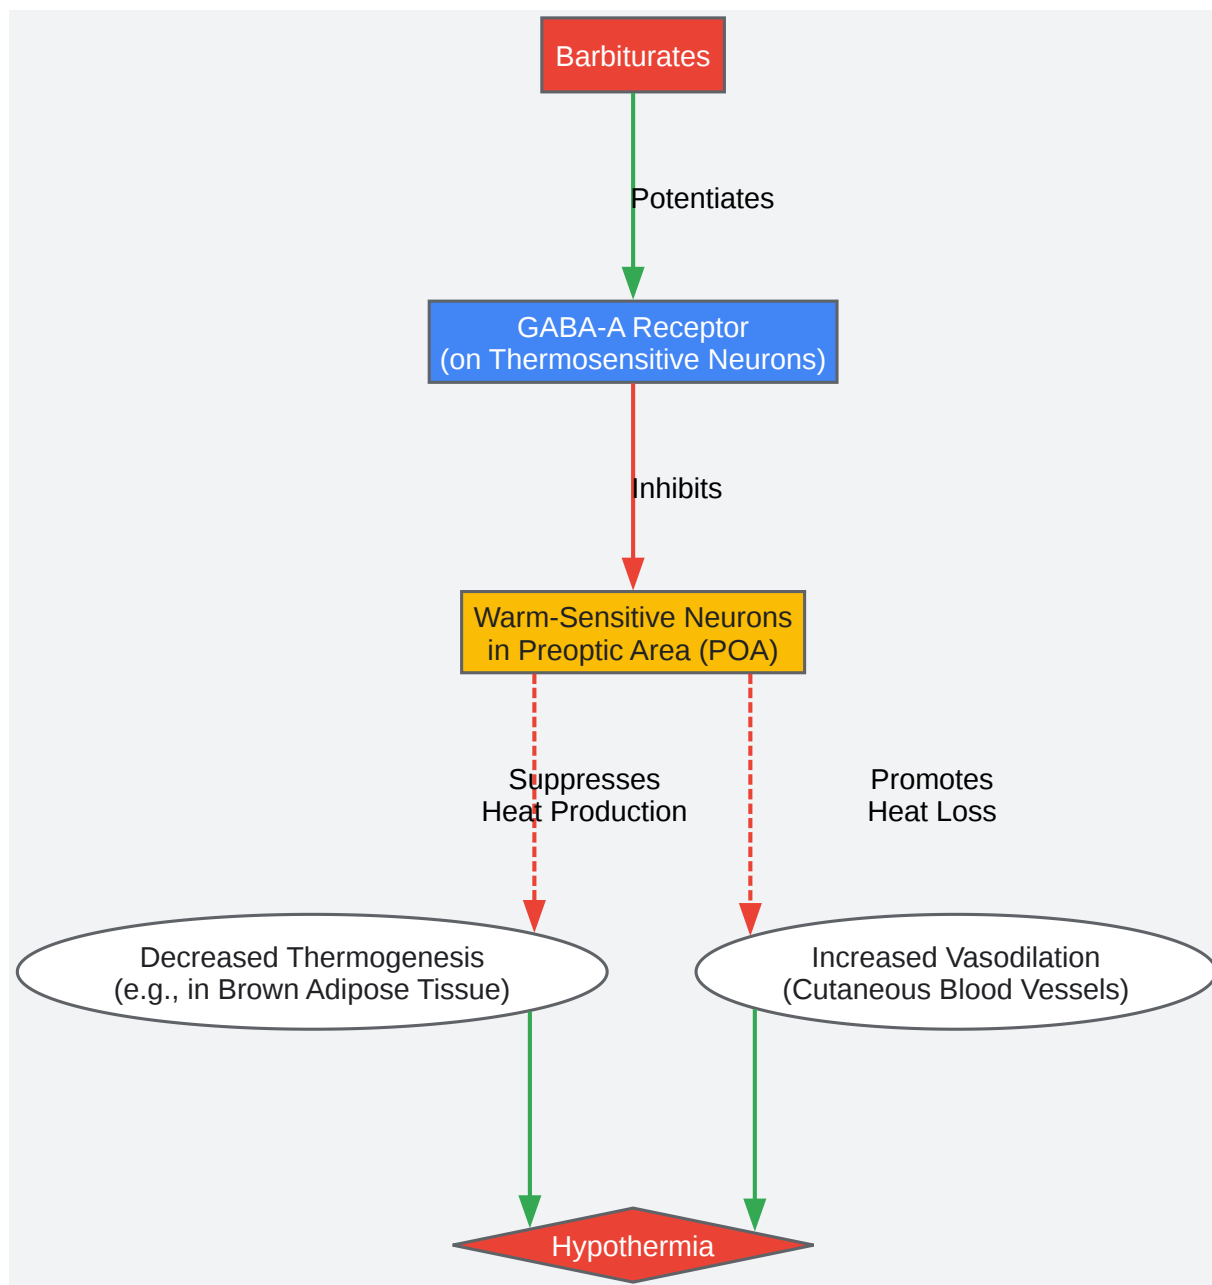 Barbiturates
Potentiates
GABA-A Receptor
(on Thermosensitive Neurons)
Inhibits
Warm-Sensitive Neurons
in Preoptic Area (POA)
Suppresses
Heat Production
Promotes
Heat Loss
Decreased Thermogenesis
(e.g., in Brown Adipose Tissue)
Increased Vasodilation
(Cutaneous Blood Vessels)
Hypothermia